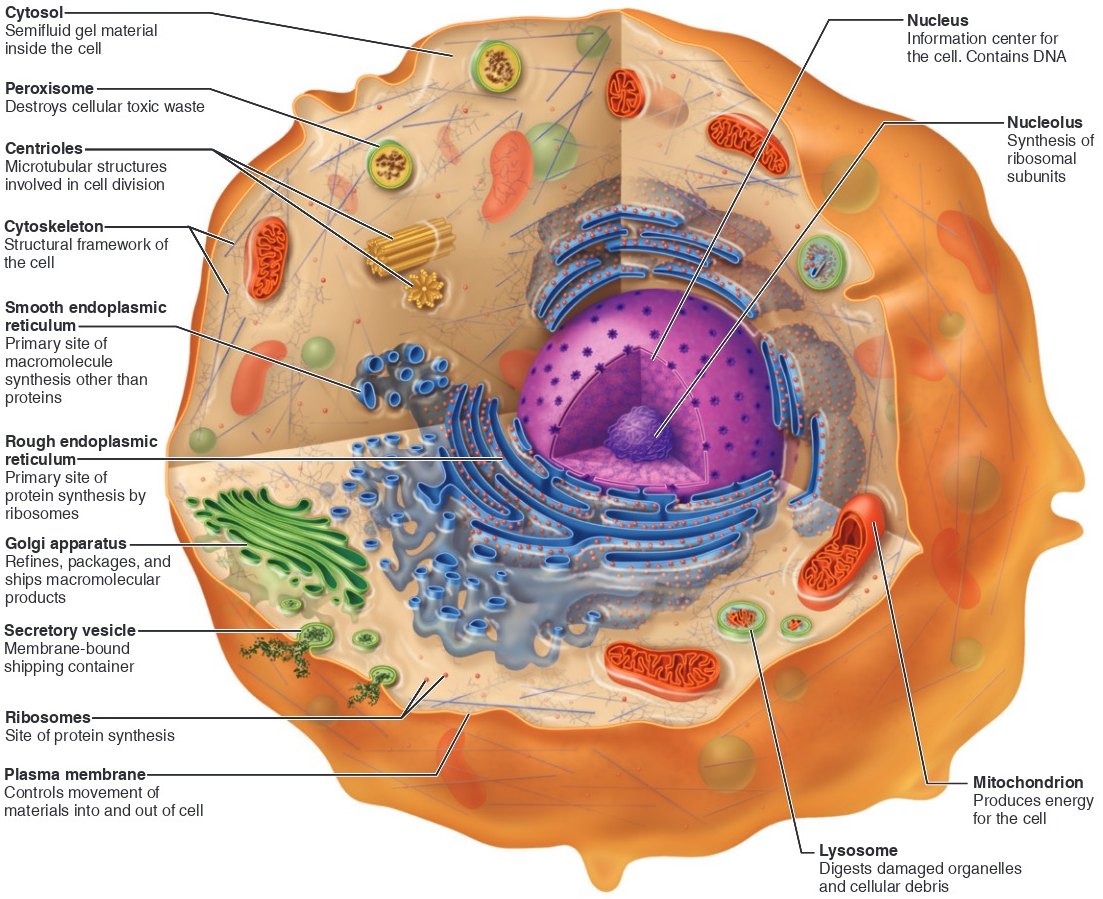 Cytosol
Semifluid gel material
inside the cell
Peroxisome
Destroys cellular toxic waste
Centrioles
Microtubular structures
involved in cell division
Cytoskeleton
Structural framework of
the cell
Smooth endoplasmic
reticulum
Primary site of
macromolecule
synthesis other than
proteins
Rough endoplasmic
reticulum
Primary site of
protein synthesis by
ribosomes
Golgi apparatus
Refines, packages, and
ships macromolecular
products
Secretory vesicle
Membrane-bound
shipping container
Ribosomes
Site of protein synthesis
Plasma membrane
Controls movement of
materials into and out of cell
Nucleus
Information center for
the cell. Contains DNA
Nucleolus
Synthesis of
ribosomal
subunits
Mitochondrion
Produces energy
for the cell
Lysosome
Digests damaged organelles
and cellular debris